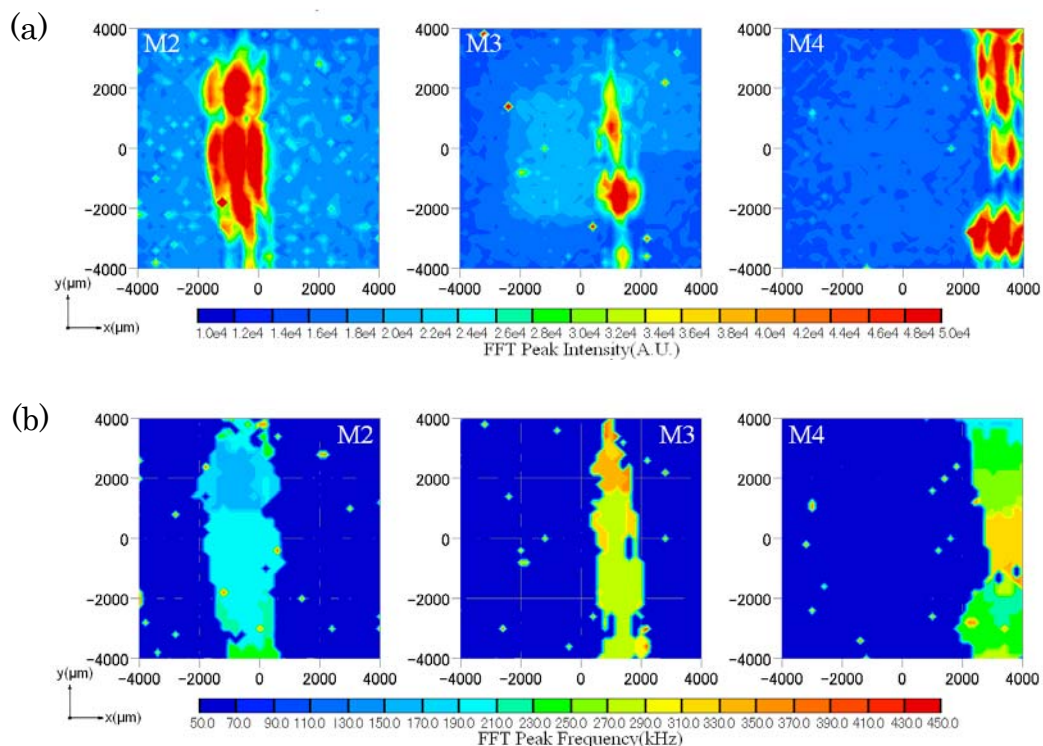 (a)
M2 M3 M4
4000 4000 4000
2000 2000 2000
0 0 0
−2000 −2000 −2000
−4000 −4000 −4000
−4000 −2000 0 2000 4000 −4000 −2000 0 2000 4000 −4000 −2000 0 2000 4000
y(μm)
x(μm)
1.0e4 1.2e4 1.4e4 1.6e4 1.8e4 2.0e4 2.2e4 2.4e4 2.6e4 2.8e4 3.0e4 3.2e4 3.4e4 3.6e4 3.8e4 4.0e4 4.2e4 4.4e4 4.6e4 4.8e4 5.0e4
FFT Peak Intensity(A.U.)
(b)
M2 M3 M4
4000 4000 4000
2000 2000 2000
0 0 0
−2000 −2000 −2000
−4000 −4000 −4000
−4000 −2000 0 2000 4000 −4000 −2000 0 2000 4000 −4000 −2000 0 2000 4000
y(μm)
x(μm)
50.0 70.0 90.0 110.0 130.0 150.0 170.0 190.0 210.0 230.0 250.0 270.0 290.0 310.0 330.0 350.0 370.0 390.0 410.0 430.0 450.0
FFT Peak Frequency(kHz)